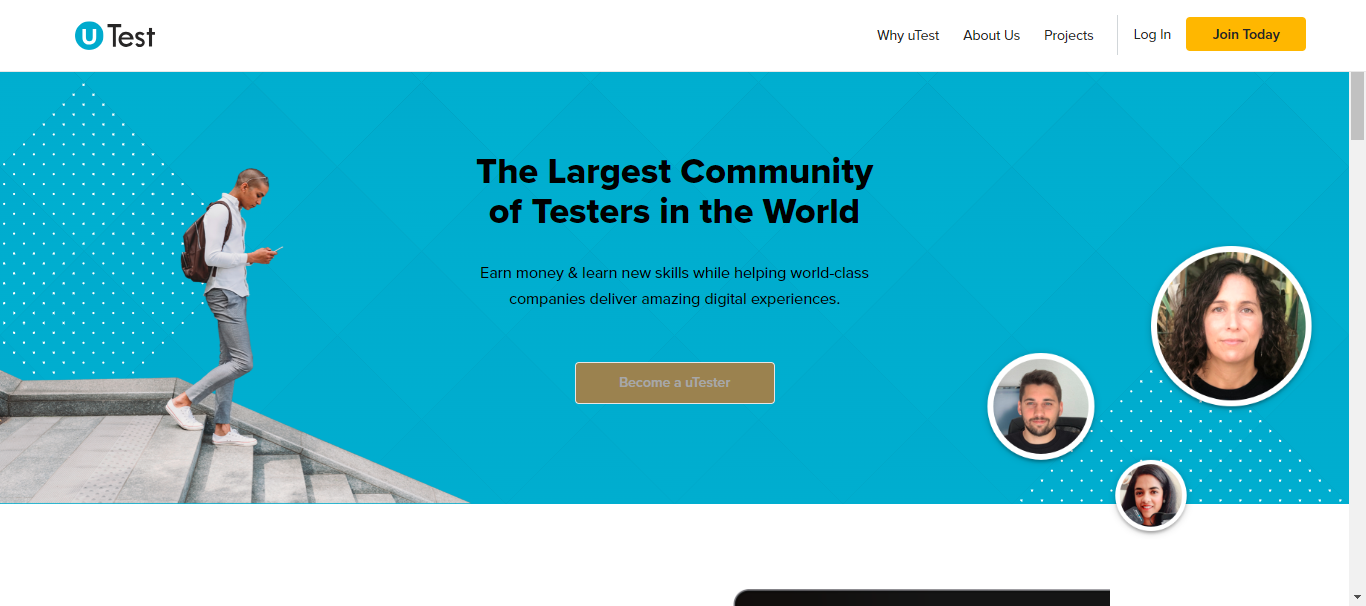 uTest
Why uTest
About Us
Projects
Log In
Join Today
The Largest Community
of Testers in the World
Earn money & learn new skills while helping world-class
companies deliver amazing digital experiences.
Become a uTester